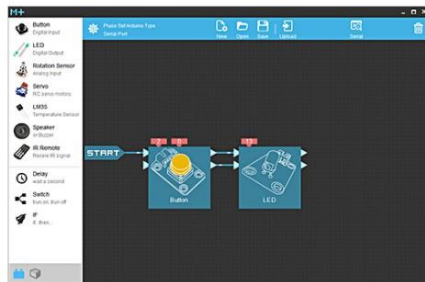 M+
Button
Digital Input
LED
Digital Output
Rotation Sensor
Analog Input
Servo
RC servo motors
LM35
Temperature Sensor
Speaker
or Buzzer
IR Remote
Receive IR signal
Delay
wait a second
Switch
turn on, turn off
IF
if, then..
Please Set Arduino Type
Serial Port
New
Open
Save
Upload
Serial
START
Button
13
LED